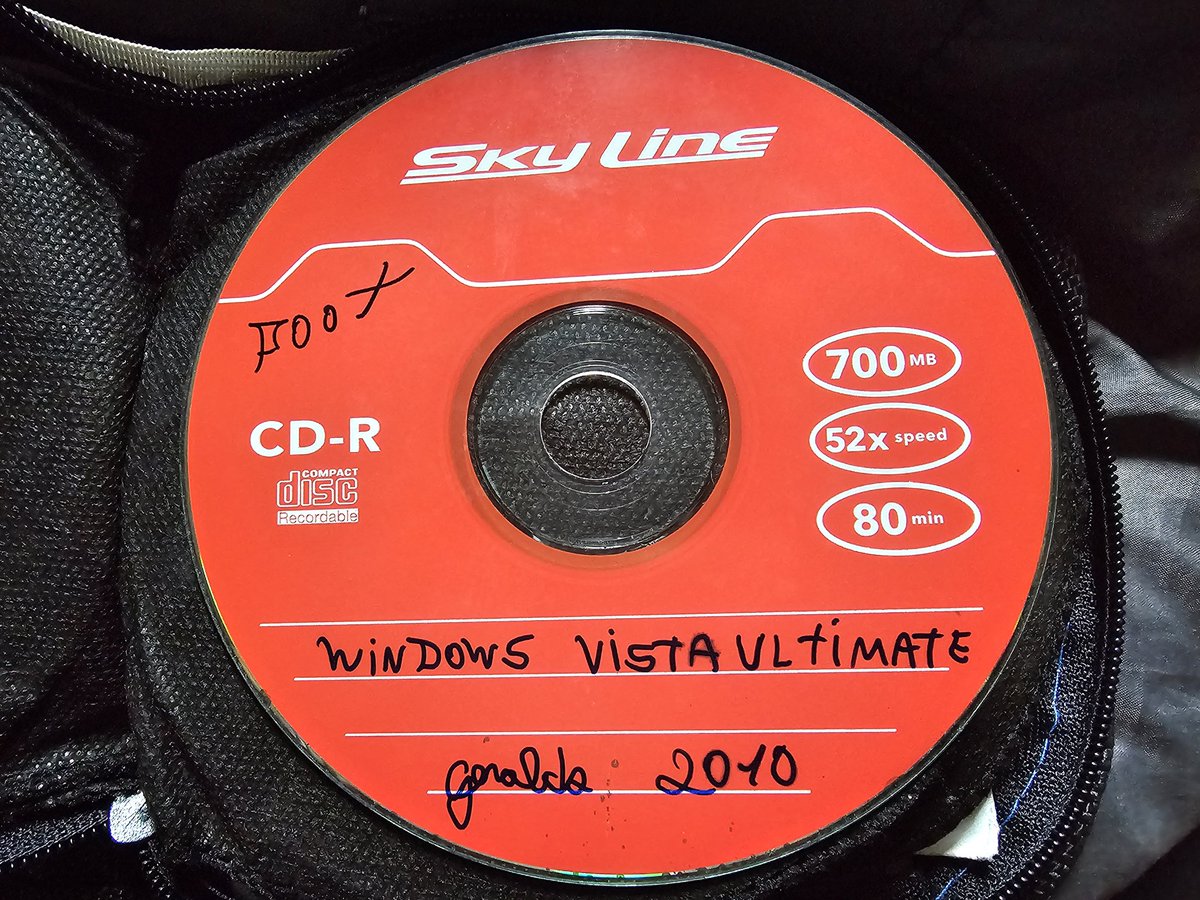 SKY LINE
700 MB
CD-R
52x speed
COMPACT
disc
Recordable
80 min
WiNDOWS ViSTA ULtiMATE
2010